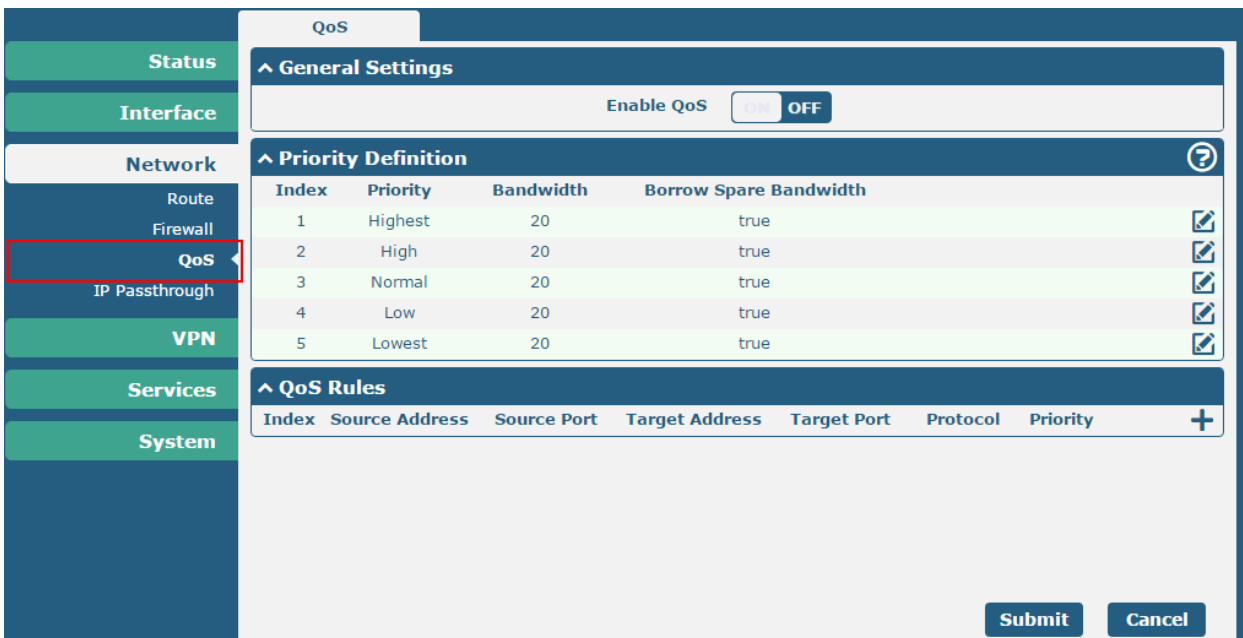 QoS
Status
Interface
Network
Route
Firewall
QoS
IP Passthrough
VPN
Services
System
General Settings
Enable QoS ON OFF
Priority Definition
Index Priority Bandwidth Borrow Spare Bandwidth
1 Highest 20 true
2 High 20 true
3 Normal 20 true
4 Low 20 true
5 Lowest 20 true
QoS Rules
Index Source Address Source Port Target Address Target Port Protocol Priority
Submit Cancel